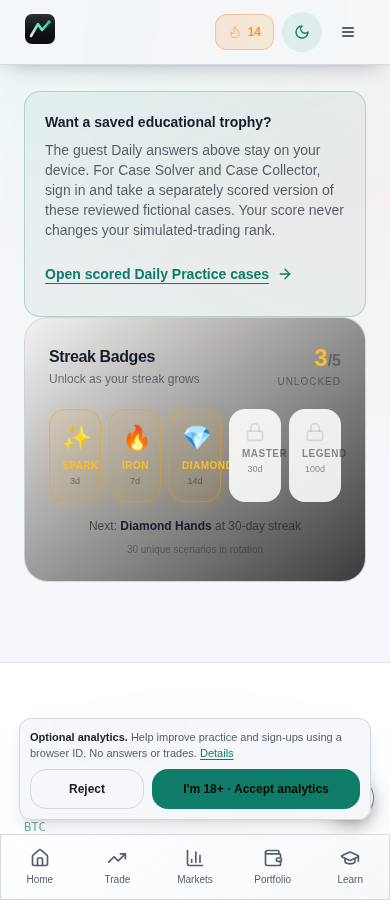 14
Want a saved educational trophy?
The guest Daily answers above stay on your
device. For Case Solver and Case Collector,
sign in and take a separately scored version of
these reviewed fictional cases. Your score never
changes your simulated-trading rank.
Open scored Daily Practice cases →
Streak Badges
3/5
Unlock as your streak grows
UNLOCKED
SPARK IRON DIAMOND MASTER LEGEND
3d 7d 14d 30d 100d
Next: Diamond Hands at 30-day streak
30 unique scenarios in rotation
Optional analytics. Help improve practice and sign-ups using a
browser ID. No answers or trades. Details
Reject I'm 18+ · Accept analytics
BTC
Home Trade Markets Portfolio Learn